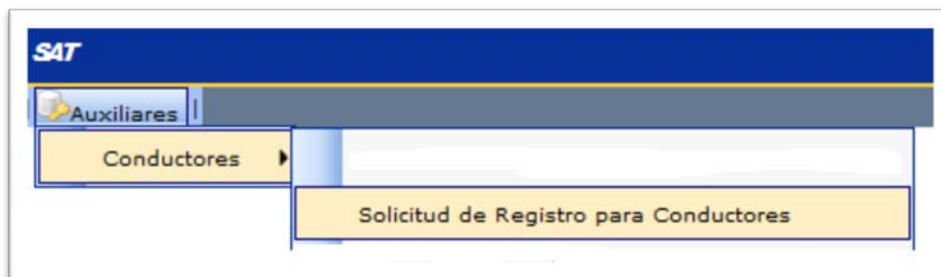 SAT
Auxiliares
Conductores
Solicitud de Registro para Conductores